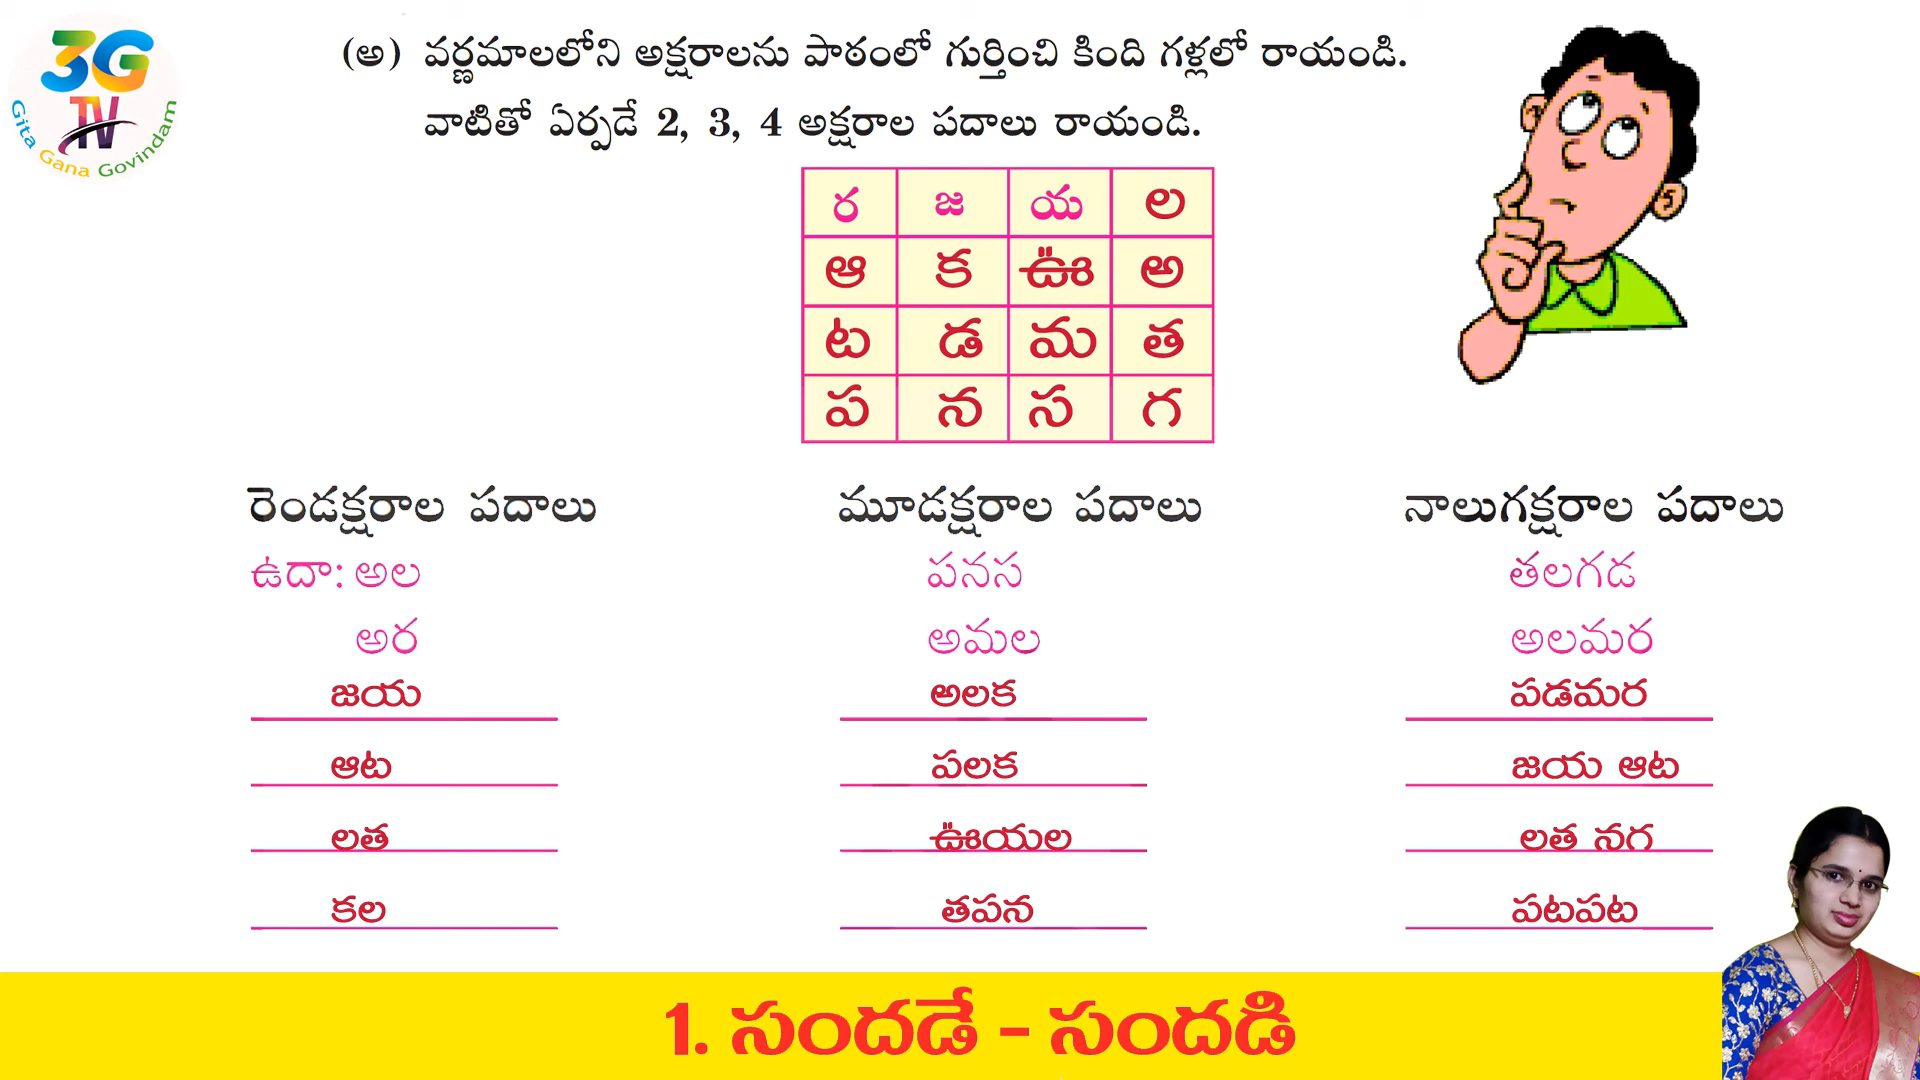 3G
TV
Gita Gana Govindam
(అ) వర్ణమాలలోని అక్షరాలను పాఠంలో గుర్తించి కింది గళ్లలో రాయండి.
వాటితో ఏర్పడే 2, 3, 4 అక్షరాల పదాలు రాయండి.
ర జ య ల
ఆ క ఊ అ
ట డ మ త
ప న స గ
రెండక్షరాల పదాలు
ఉదా: అల
అర
జయ
ఆట
లత
కల
మూడక్షరాల పదాలు
పనస
అమల
అలక
పలక
ఊయల
తపన
నాలుగక్షరాల పదాలు
తలగడ
అలమర
పడమర
జయ ఆట
లత నగ
పటపట
1. సందడే - సందడి